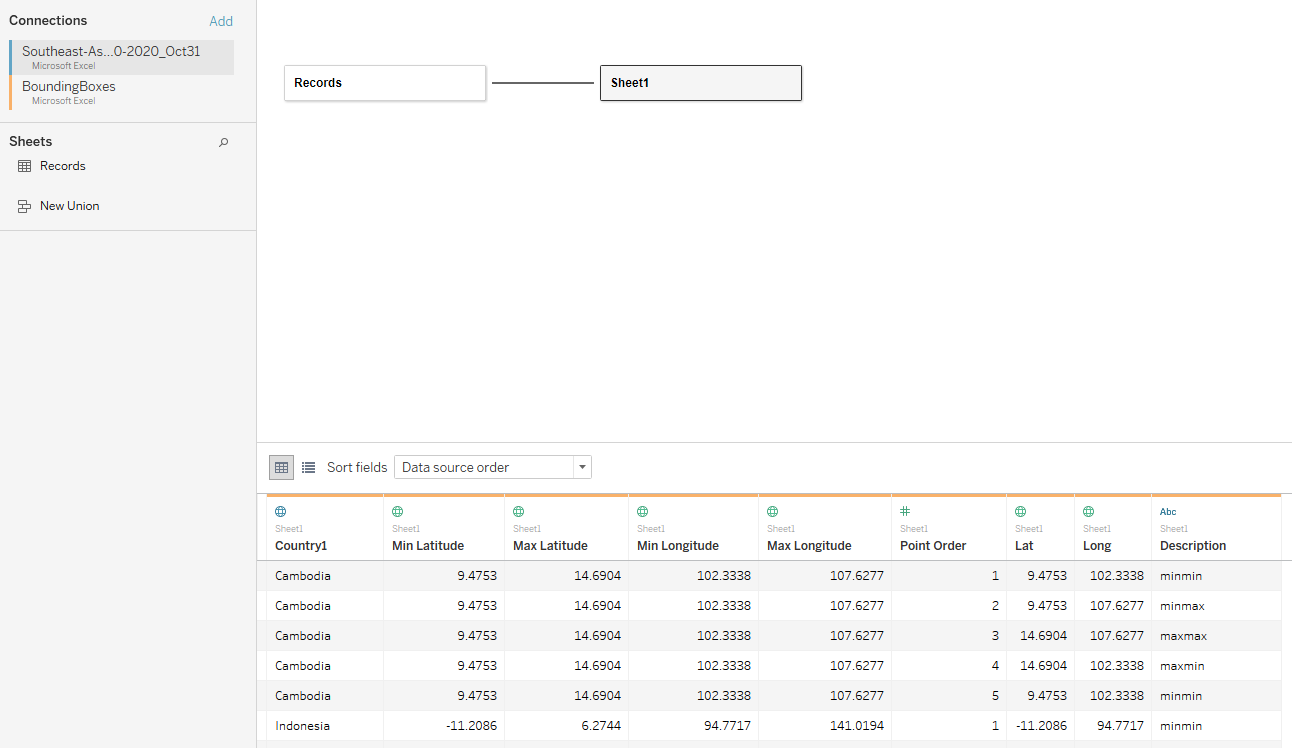 Connections Add
Southeast-As...0-2020_Oct31
Microsoft Excel
BoundingBoxes
Microsoft Excel
Sheets
Records
New Union
Records Sheet1
Sort fields Data source order
Abc
Sheet1 Sheet1 Sheet1 Sheet1 Sheet1 Sheet1 Sheet1 Sheet1 Sheet1
Country1 Min Latitude Max Latitude Min Longitude Max Longitude Point Order Lat Long Description
Cambodia 9.4753 14.6904 102.3338 107.6277 1 9.4753 102.3338 minmin
Cambodia 9.4753 14.6904 102.3338 107.6277 2 9.4753 107.6277 minmax
Cambodia 9.4753 14.6904 102.3338 107.6277 3 14.6904 107.6277 maxmax
Cambodia 9.4753 14.6904 102.3338 107.6277 4 14.6904 102.3338 maxmin
Cambodia 9.4753 14.6904 102.3338 107.6277 5 9.4753 102.3338 minmin
Indonesia -11.2086 6.2744 94.7717 141.0194 1 -11.2086 94.7717 minmin